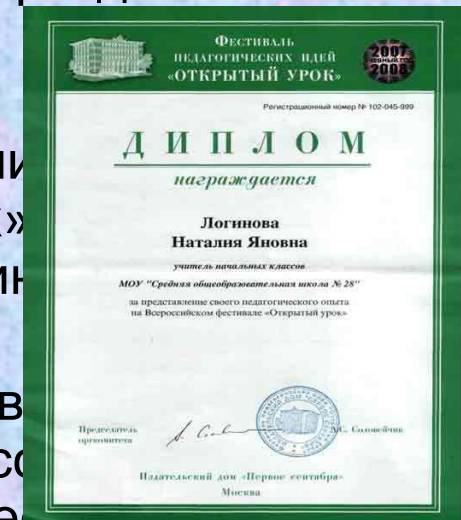 ФЕСТИВАЛЬ
ПЕДАГОГИЧЕСКИХ ИДЕЙ
«ОТКРЫТЫЙ УРОК»
2007
2008
Регистрационный номер № 102-045-999
ДИПЛОМ
награждается
Логинова
Наталия Яновна
учитель начальных классов
МОУ "Средняя общеобразовательная школа № 28"
за представление своего педагогического опыта
на Всероссийском фестивале «Открытый урок»
Председатель
оргкомитета
Соловейчик
Издательский дом «Первое сентября»
Москва